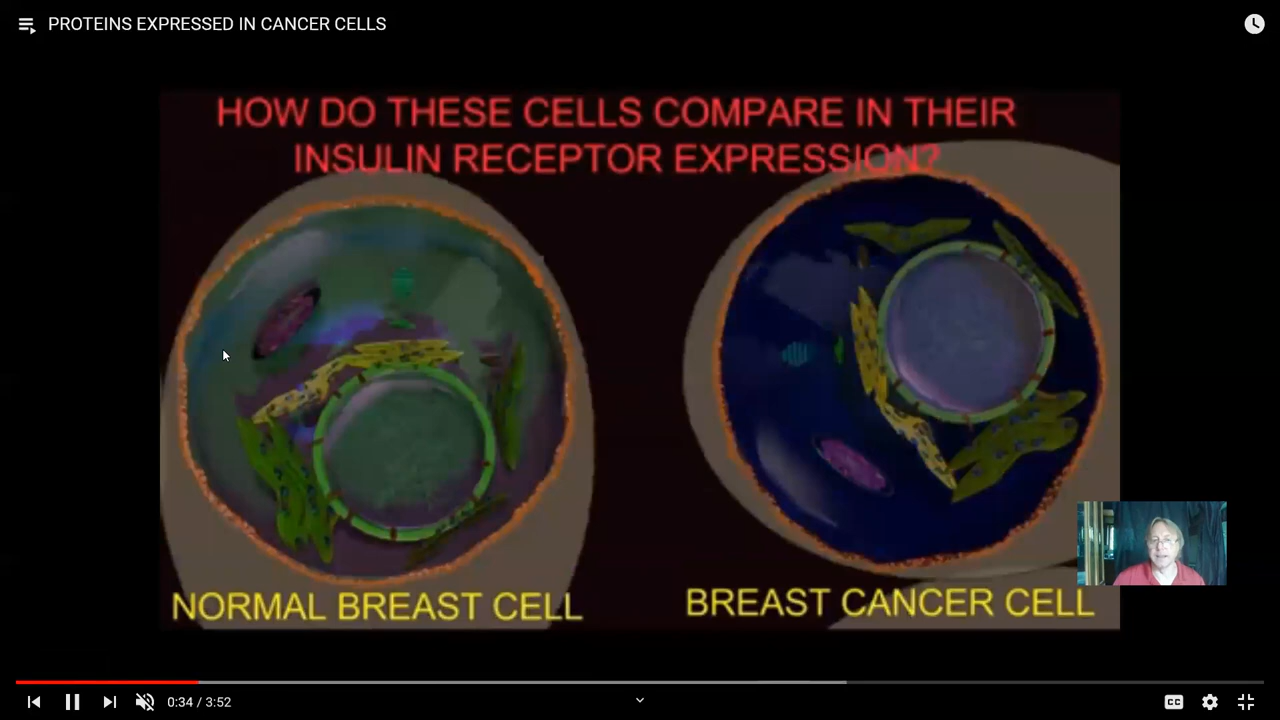 PROTEINS EXPRESSED IN CANCER CELLS
HOW DO THESE CELLS COMPARE IN THEIR
INSULIN RECEPTOR EXPRESSION?
NORMAL BREAST CELL
BREAST CANCER CELL
0:34 / 3:52
CC